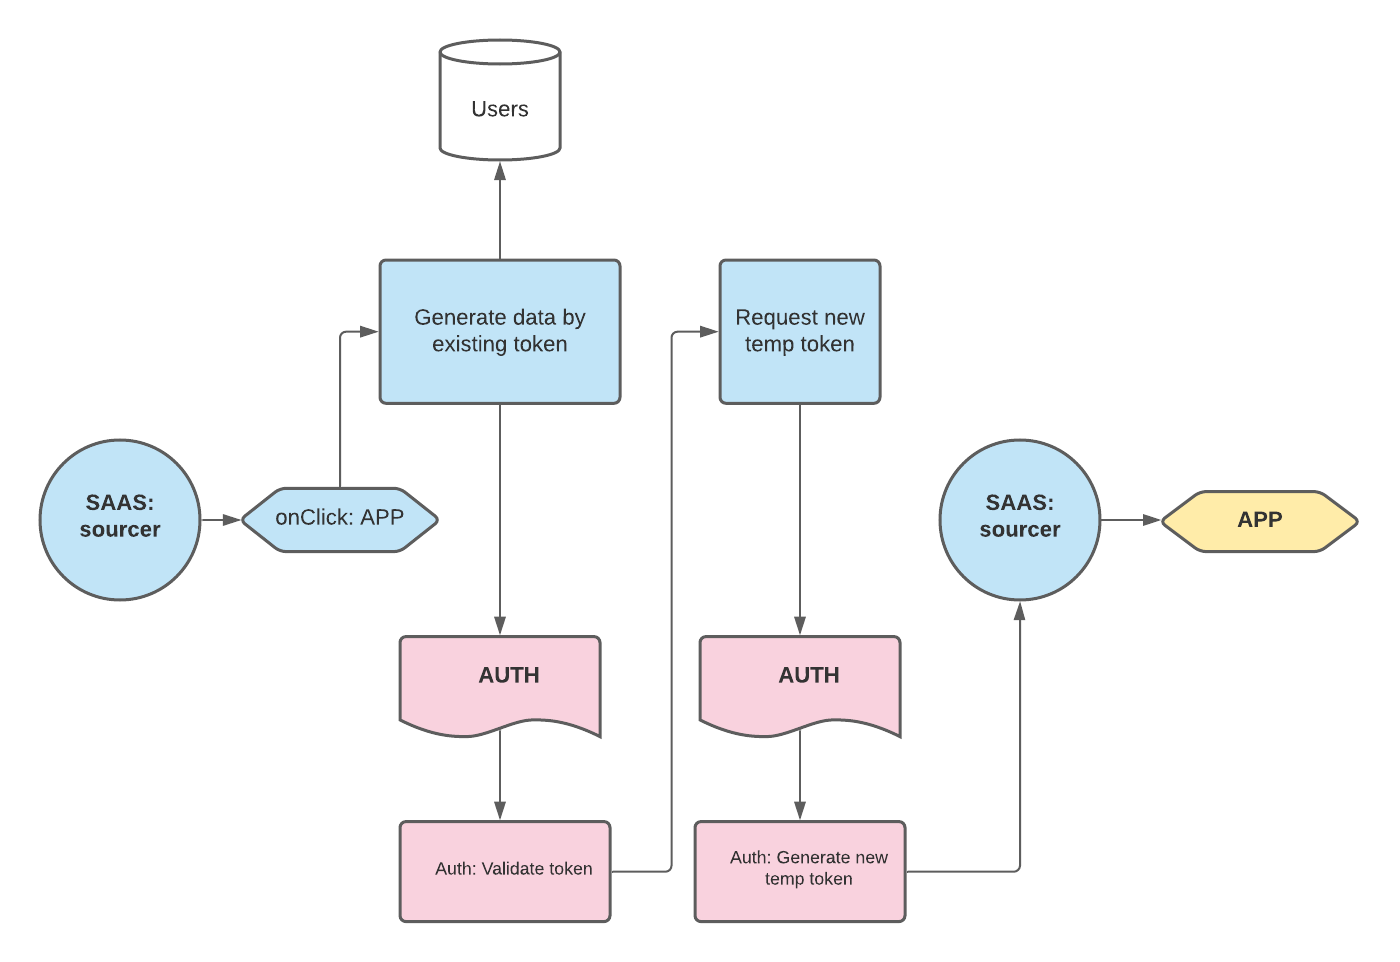 Users
Generate data by
existing token
Request new
temp token
SAAS:
sourcer
onClick: APP
SAAS:
sourcer
APP
AUTH
AUTH
Auth: Validate token
Auth: Generate new
temp token